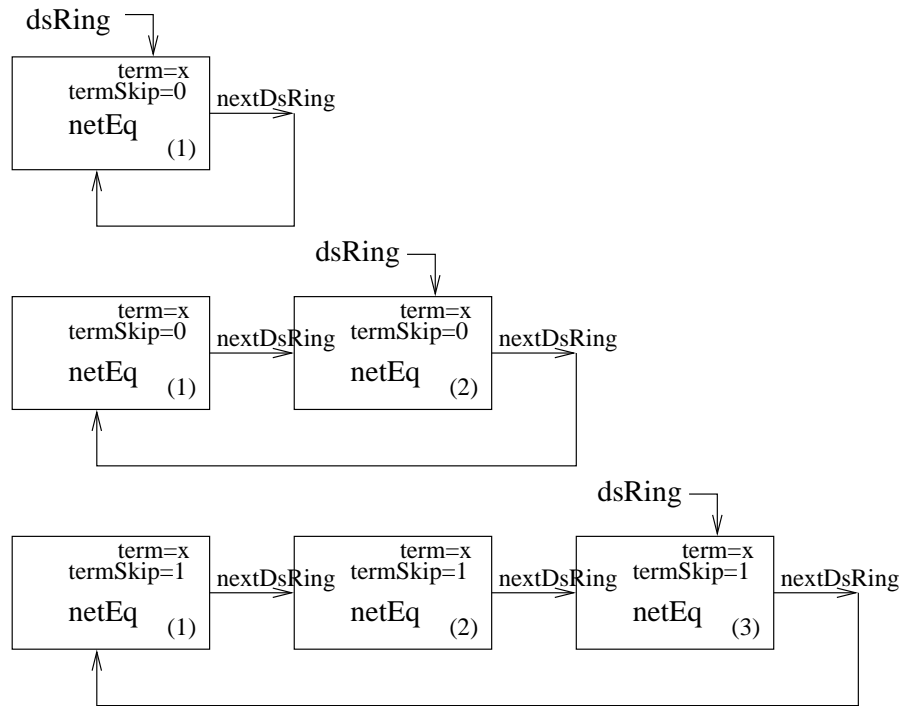 dsRing
term=x
termSkip=0
netEq
(1)
nextDsRing
dsRing
term=x
termSkip=0
netEq
(1)
nextDsRing
term=x
termSkip=0
netEq
(2)
nextDsRing
dsRing
term=x
termSkip=1
netEq
(1)
nextDsRing
term=x
termSkip=1
netEq
(2)
nextDsRing
term=x
termSkip=1
netEq
(3)
nextDsRing